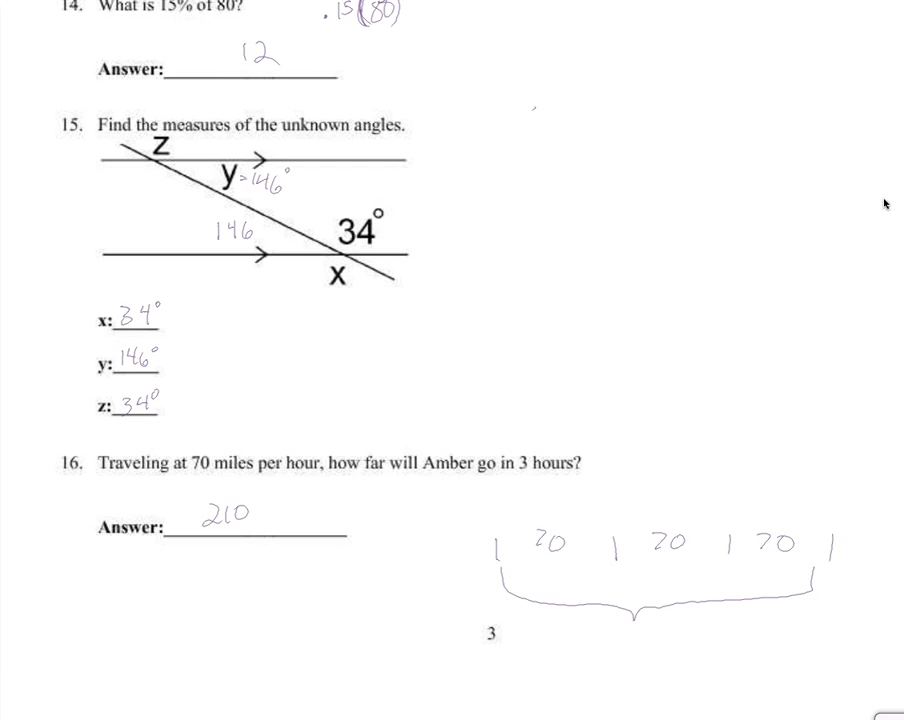 14. What is 15% of 80? .15(80)
12
Answer:
15. Find the measures of the unknown angles.
z
y = 146°
146 34°
x
x: 34°
y: 146°
z: 34°
16. Traveling at 70 miles per hour, how far will Amber go in 3 hours?
210
Answer:
| 70 | 70 | 70 |
3